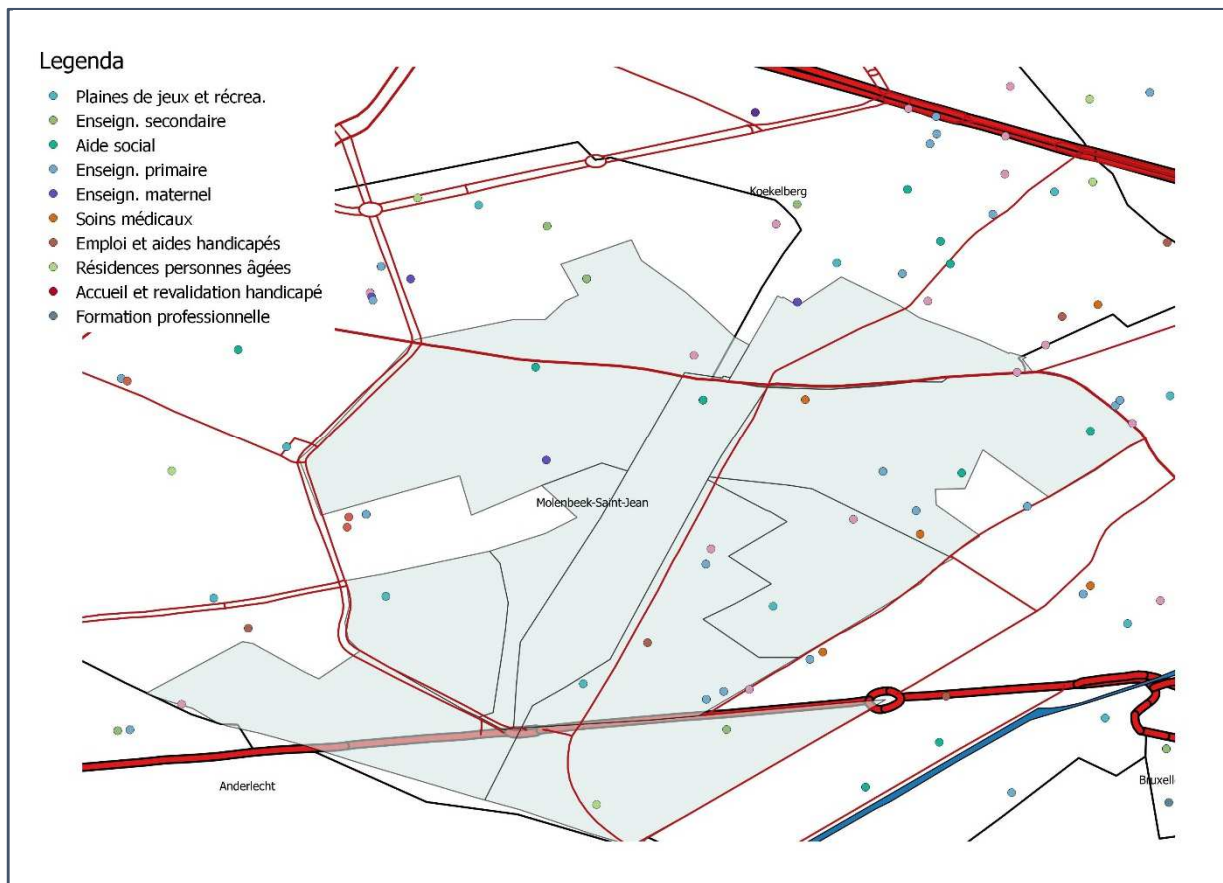 Legenda
Plaines de jeux et récrea.
Enseign. secondaire
Aide social
Enseign. primaire
Enseign. maternel
Soins médicaux
Emploi et aides handicapés
Résidences personnes âgées
Accueil et revalidation handicapé
Formation professionnelle
Koekelberg
Molenbeek-Saint-Jean
Anderlecht
Bruxell